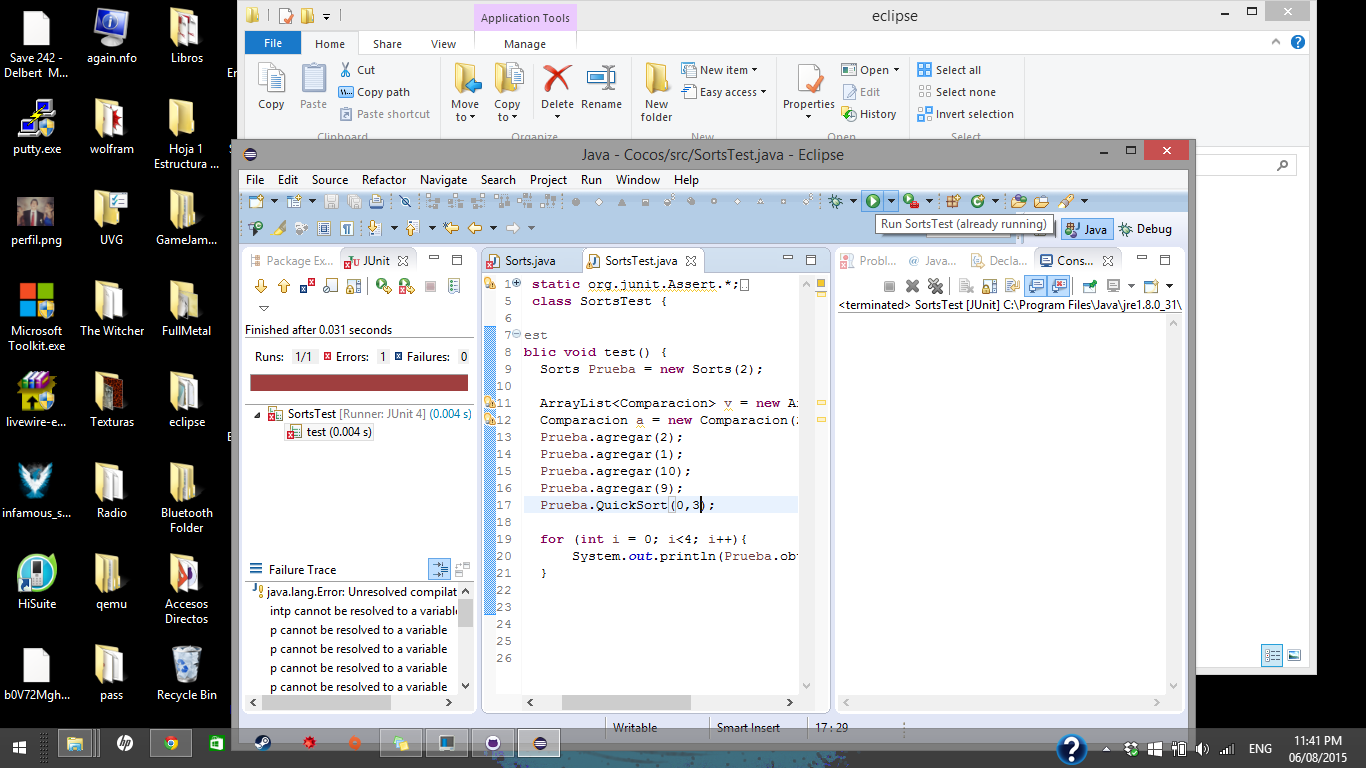 Save 242 -
Delbert M...
again.nfo
Libros
putty.exe
wolfram
Hoja 1
Estructura ...
perfil.png
UVG
GameJam...
Microsoft
Toolkit.exe
The Witcher
FullMetal
livewire-e...
Texturas
eclipse
infamous_s...
Radio
Bluetooth
Folder
HiSuite
qemu
Accesos
Directos
b0V72Mgh...
pass
Recycle Bin
Application Tools
eclipse
File
Home
Share
View
Manage
Copy
Paste
Cut
Copy path
Paste shortcut
Move
to
Copy
to
Delete
Rename
New
folder
New item
Easy access
Properties
Open
Edit
History
Select all
Select none
Invert selection
Clipboard
Organize
New
Open
Select
Java - Cocos/src/SortsTest.java - Eclipse
File Edit Source Refactor Navigate Search Project Run Window Help
Run SortsTest (already running)
Java
Debug
Package Ex...
JUnit
Finished after 0.031 seconds
Runs: 1/1 Errors: 1 Failures: 0
SortsTest [Runner: JUnit 4] (0.004 s)
test (0.004 s)
Failure Trace
java.lang.Error: Unresolved compilat
intp cannot be resolved to a variable
p cannot be resolved to a variable
p cannot be resolved to a variable
p cannot be resolved to a variable
p cannot be resolved to a variable
Sorts.java
SortsTest.java
1 static org.junit.Assert.*;
5 class SortsTest {
6
7 est
8 blic void test() {
9 Sorts Prueba = new Sorts(2);
10
11 ArrayList<Comparacion> v = new Ar
12 Comparacion a = new Comparacion(
13 Prueba.agregar(2);
14 Prueba.agregar(1);
15 Prueba.agregar(10);
16 Prueba.agregar(9);
17 Prueba.QuickSort(0,3);
18
19 for (int i = 0; i<4; i++){
20 System.out.println(Prueba.ob
21 }
22
23
24
25
26
Probl...
Java...
Decla...
Cons...
<terminated> SortsTest [JUnit] C:\Program Files\Java\jre1.8.0_31\
Writable
Smart Insert
17 : 29
ENG
11:41 PM
06/08/2015